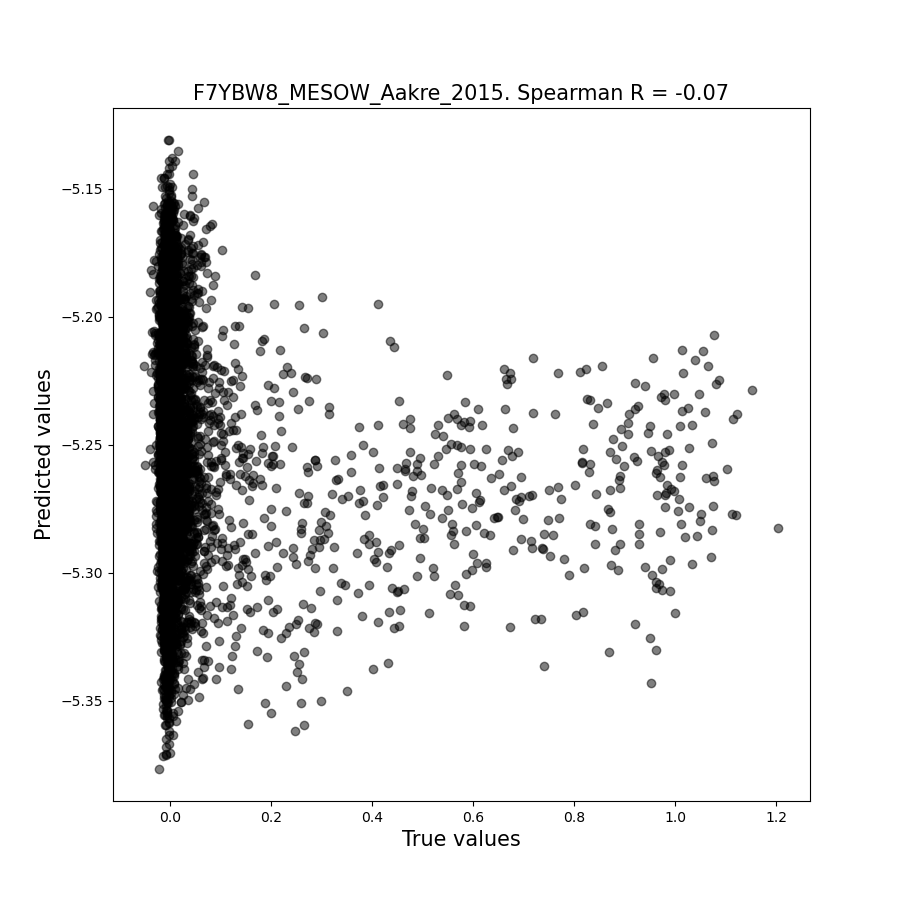 F7YBW8_MESOW_Aakre_2015. Spearman R = -0.07
Predicted values
−5.15
−5.20
−5.25
−5.30
−5.35
0.0 0.2 0.4 0.6 0.8 1.0 1.2
True values